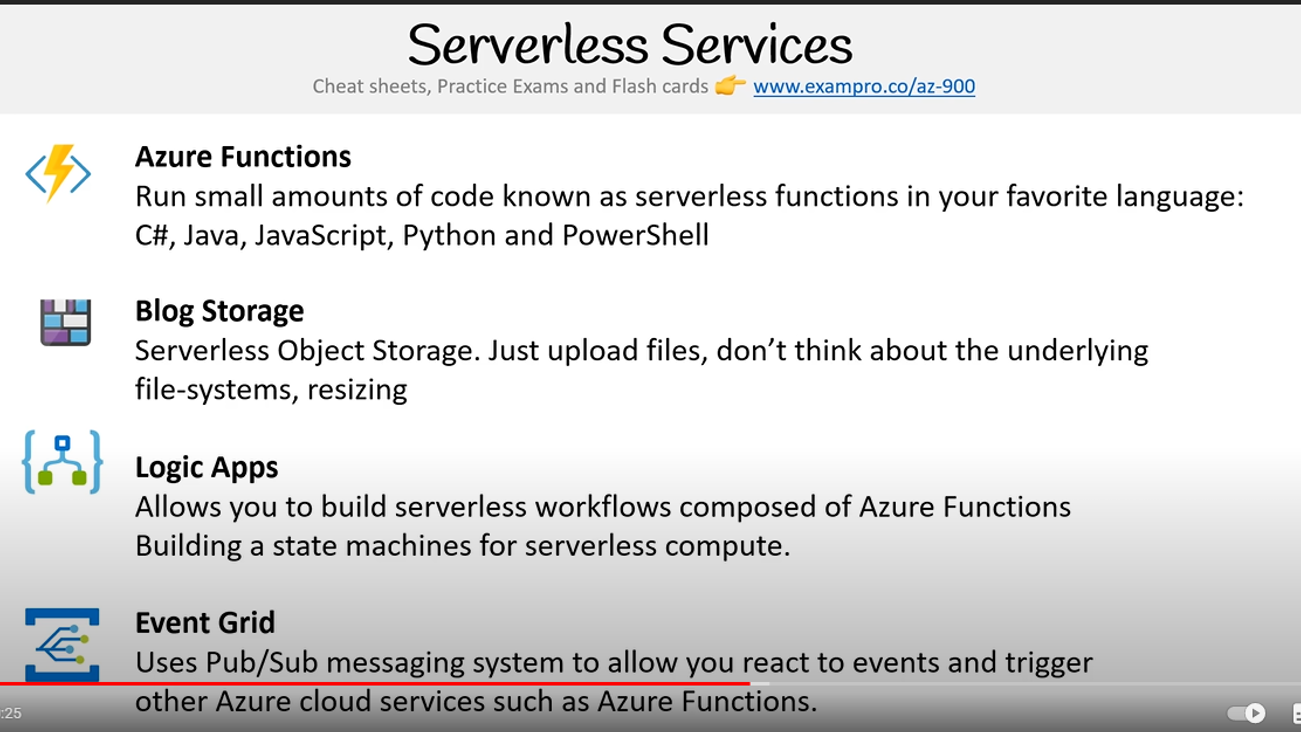 Serverless Services
Cheat sheets, Practice Exams and Flash cards 👉 www.exampro.co/az-900
Azure Functions
Run small amounts of code known as serverless functions in your favorite language:
C#, Java, JavaScript, Python and PowerShell
Blog Storage
Serverless Object Storage. Just upload files, don’t think about the underlying
file-systems, resizing
Logic Apps
Allows you to build serverless workflows composed of Azure Functions
Building a state machines for serverless compute.
Event Grid
Uses Pub/Sub messaging system to allow you react to events and trigger
other Azure cloud services such as Azure Functions.
:25